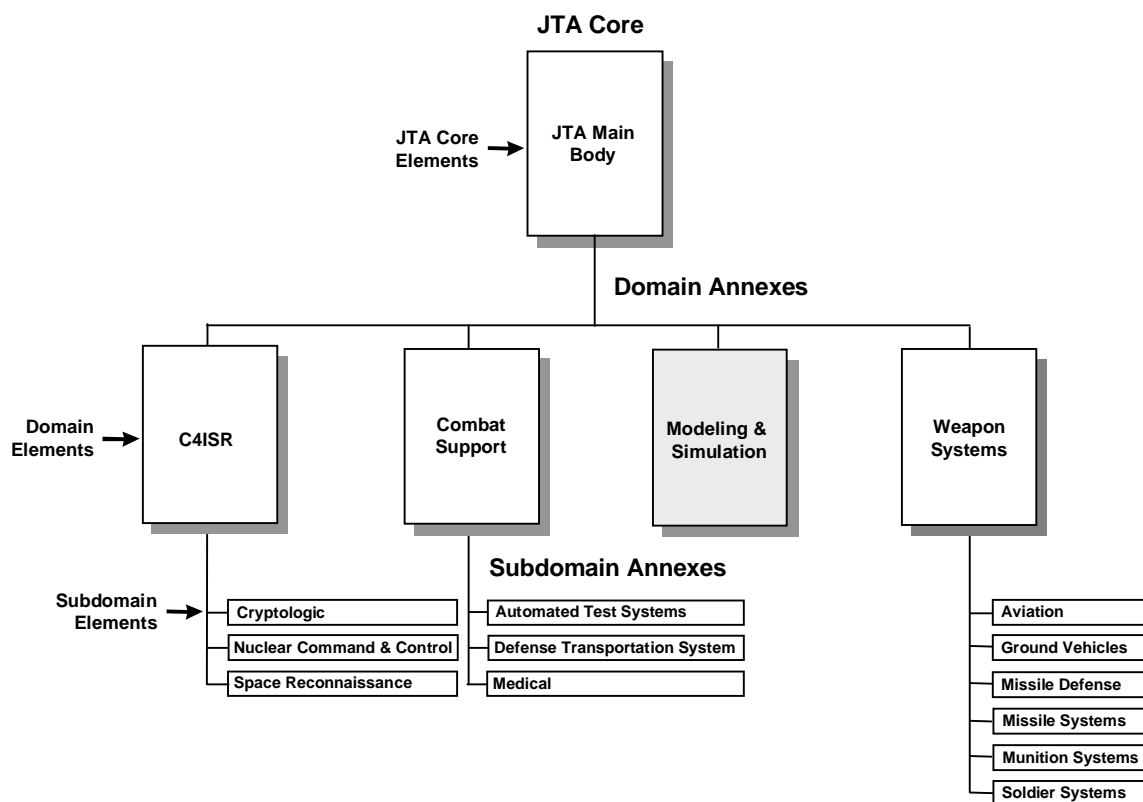 JTA Core
JTA Main
Body
JTA Core
Elements
Domain Annexes
Domain
Elements
C4ISR
Combat
Support
Modeling &
Simulation
Weapon
Systems
Subdomain Annexes
Subdomain
Elements
Cryptologic
Nuclear Command & Control
Space Reconnaissance
Automated Test Systems
Defense Transportation System
Medical
Aviation
Ground Vehicles
Missile Defense
Missile Systems
Munition Systems
Soldier Systems